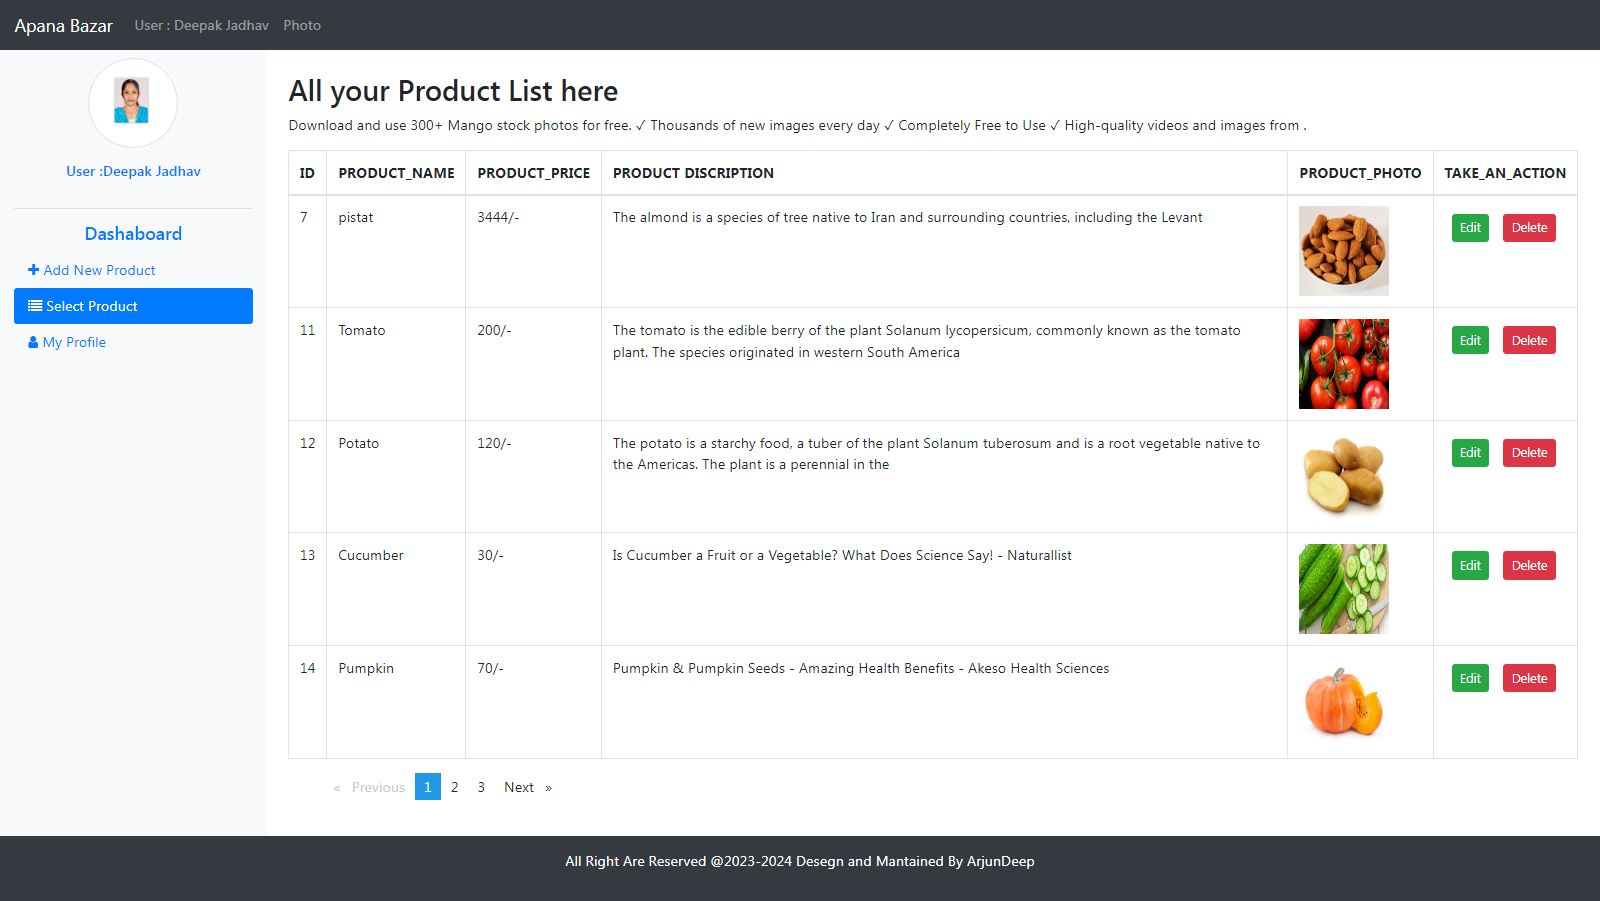 Apana Bazar User : Deepak Jadhav Photo
User :Deepak Jadhav
Dashaboard
Add New Product
Select Product
My Profile
All your Product List here
Download and use 300+ Mango stock photos for free. ✓ Thousands of new images every day ✓ Completely Free to Use ✓ High-quality videos and images from .
ID PRODUCT_NAME PRODUCT_PRICE PRODUCT DISCRIPTION PRODUCT_PHOTO TAKE_AN_ACTION
7 pistat 3444/- The almond is a species of tree native to Iran and surrounding countries, including the Levant Edit Delete
11 Tomato 200/- The tomato is the edible berry of the plant Solanum lycopersicum, commonly known as the tomato Edit Delete
plant. The species originated in western South America
12 Potato 120/- The potato is a starchy food, a tuber of the plant Solanum tuberosum and is a root vegetable native to Edit Delete
the Americas. The plant is a perennial in the
13 Cucumber 30/- Is Cucumber a Fruit or a Vegetable? What Does Science Say! - Naturallist Edit Delete
14 Pumpkin 70/- Pumpkin & Pumpkin Seeds - Amazing Health Benefits - Akeso Health Sciences Edit Delete
« Previous 1 2 3 Next »
All Right Are Reserved @2023-2024 Desegn and Mantained By ArjunDeep